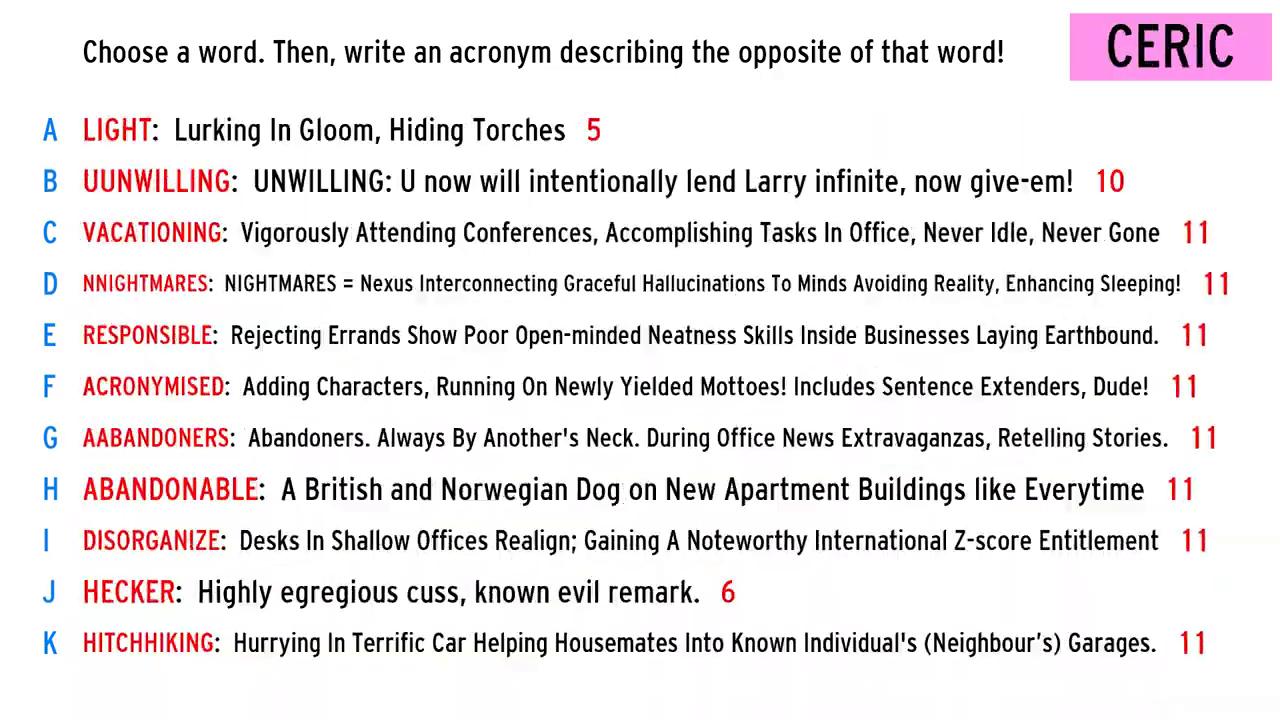 Choose a word. Then, write an acronym describing the opposite of that word!
CERIC
A LIGHT: Lurking In Gloom, Hiding Torches 5
B UUNWILLING: UNWILLING: U now will intentionally lend Larry infinite, now give-em! 10
C VACATIONING: Vigorously Attending Conferences, Accomplishing Tasks In Office, Never Idle, Never Gone 11
D NNIGHTMARES: NIGHTMARES = Nexus Interconnecting Graceful Hallucinations To Minds Avoiding Reality, Enhancing Sleeping! 11
E RESPONSIBLE: Rejecting Errands Show Poor Open-minded Neatness Skills Inside Businesses Laying Earthbound. 11
F ACRONYMISED: Adding Characters, Running On Newly Yielded Mottoes! Includes Sentence Extenders, Dude! 11
G AABANDONERS: Abandoners. Always By Another's Neck. During Office News Extravaganzas, Retelling Stories. 11
H ABANDONABLE: A British and Norwegian Dog on New Apartment Buildings like Everytime 11
I DISORGANIZE: Desks In Shallow Offices Realign; Gaining A Noteworthy International Z-score Entitlement 11
J HECKER: Highly egregious cuss, known evil remark. 6
K HITCHHIKING: Hurrying In Terrific Car Helping Housemates Into Known Individual's (Neighbour’s) Garages. 11